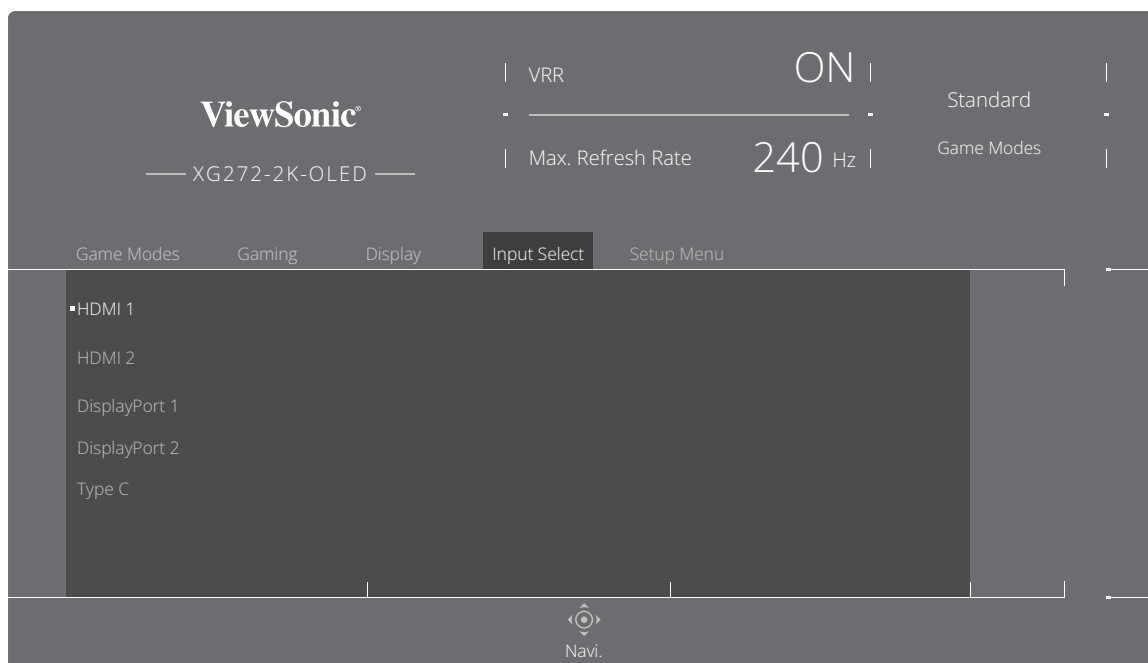 ViewSonic®
XG272-2K-OLED
VRR ON
Max. Refresh Rate 240 Hz
Standard
Game Modes
Game Modes Gaming Display Input Select Setup Menu
HDMI 1
HDMI 2
DisplayPort 1
DisplayPort 2
Type C
Navi.